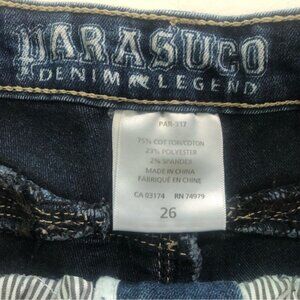 PARASUCO
DENIM LEGEND
PAR-317
75% COTTON/COTON
23% POLYESTER
2% SPANDEX
MADE IN CHINA
FABRIQUÉ EN CHINE
CA 03174 RN 74979
26